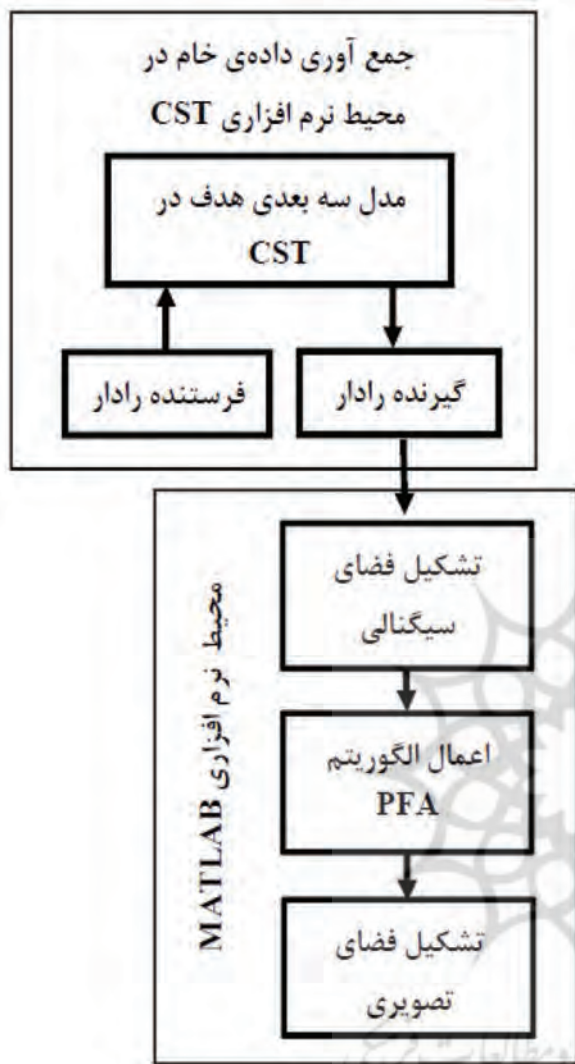 جمع آوری داده‌ی خام در
محیط نرم افزاری CST
مدل سه بعدی هدف در
CST
فرستنده رادار
گیرنده رادار
محیط نرم افزاری MATLAB
تشکیل فضای
سیگنالی
اعمال الگوریتم
PFA
تشکیل فضای
تصویری